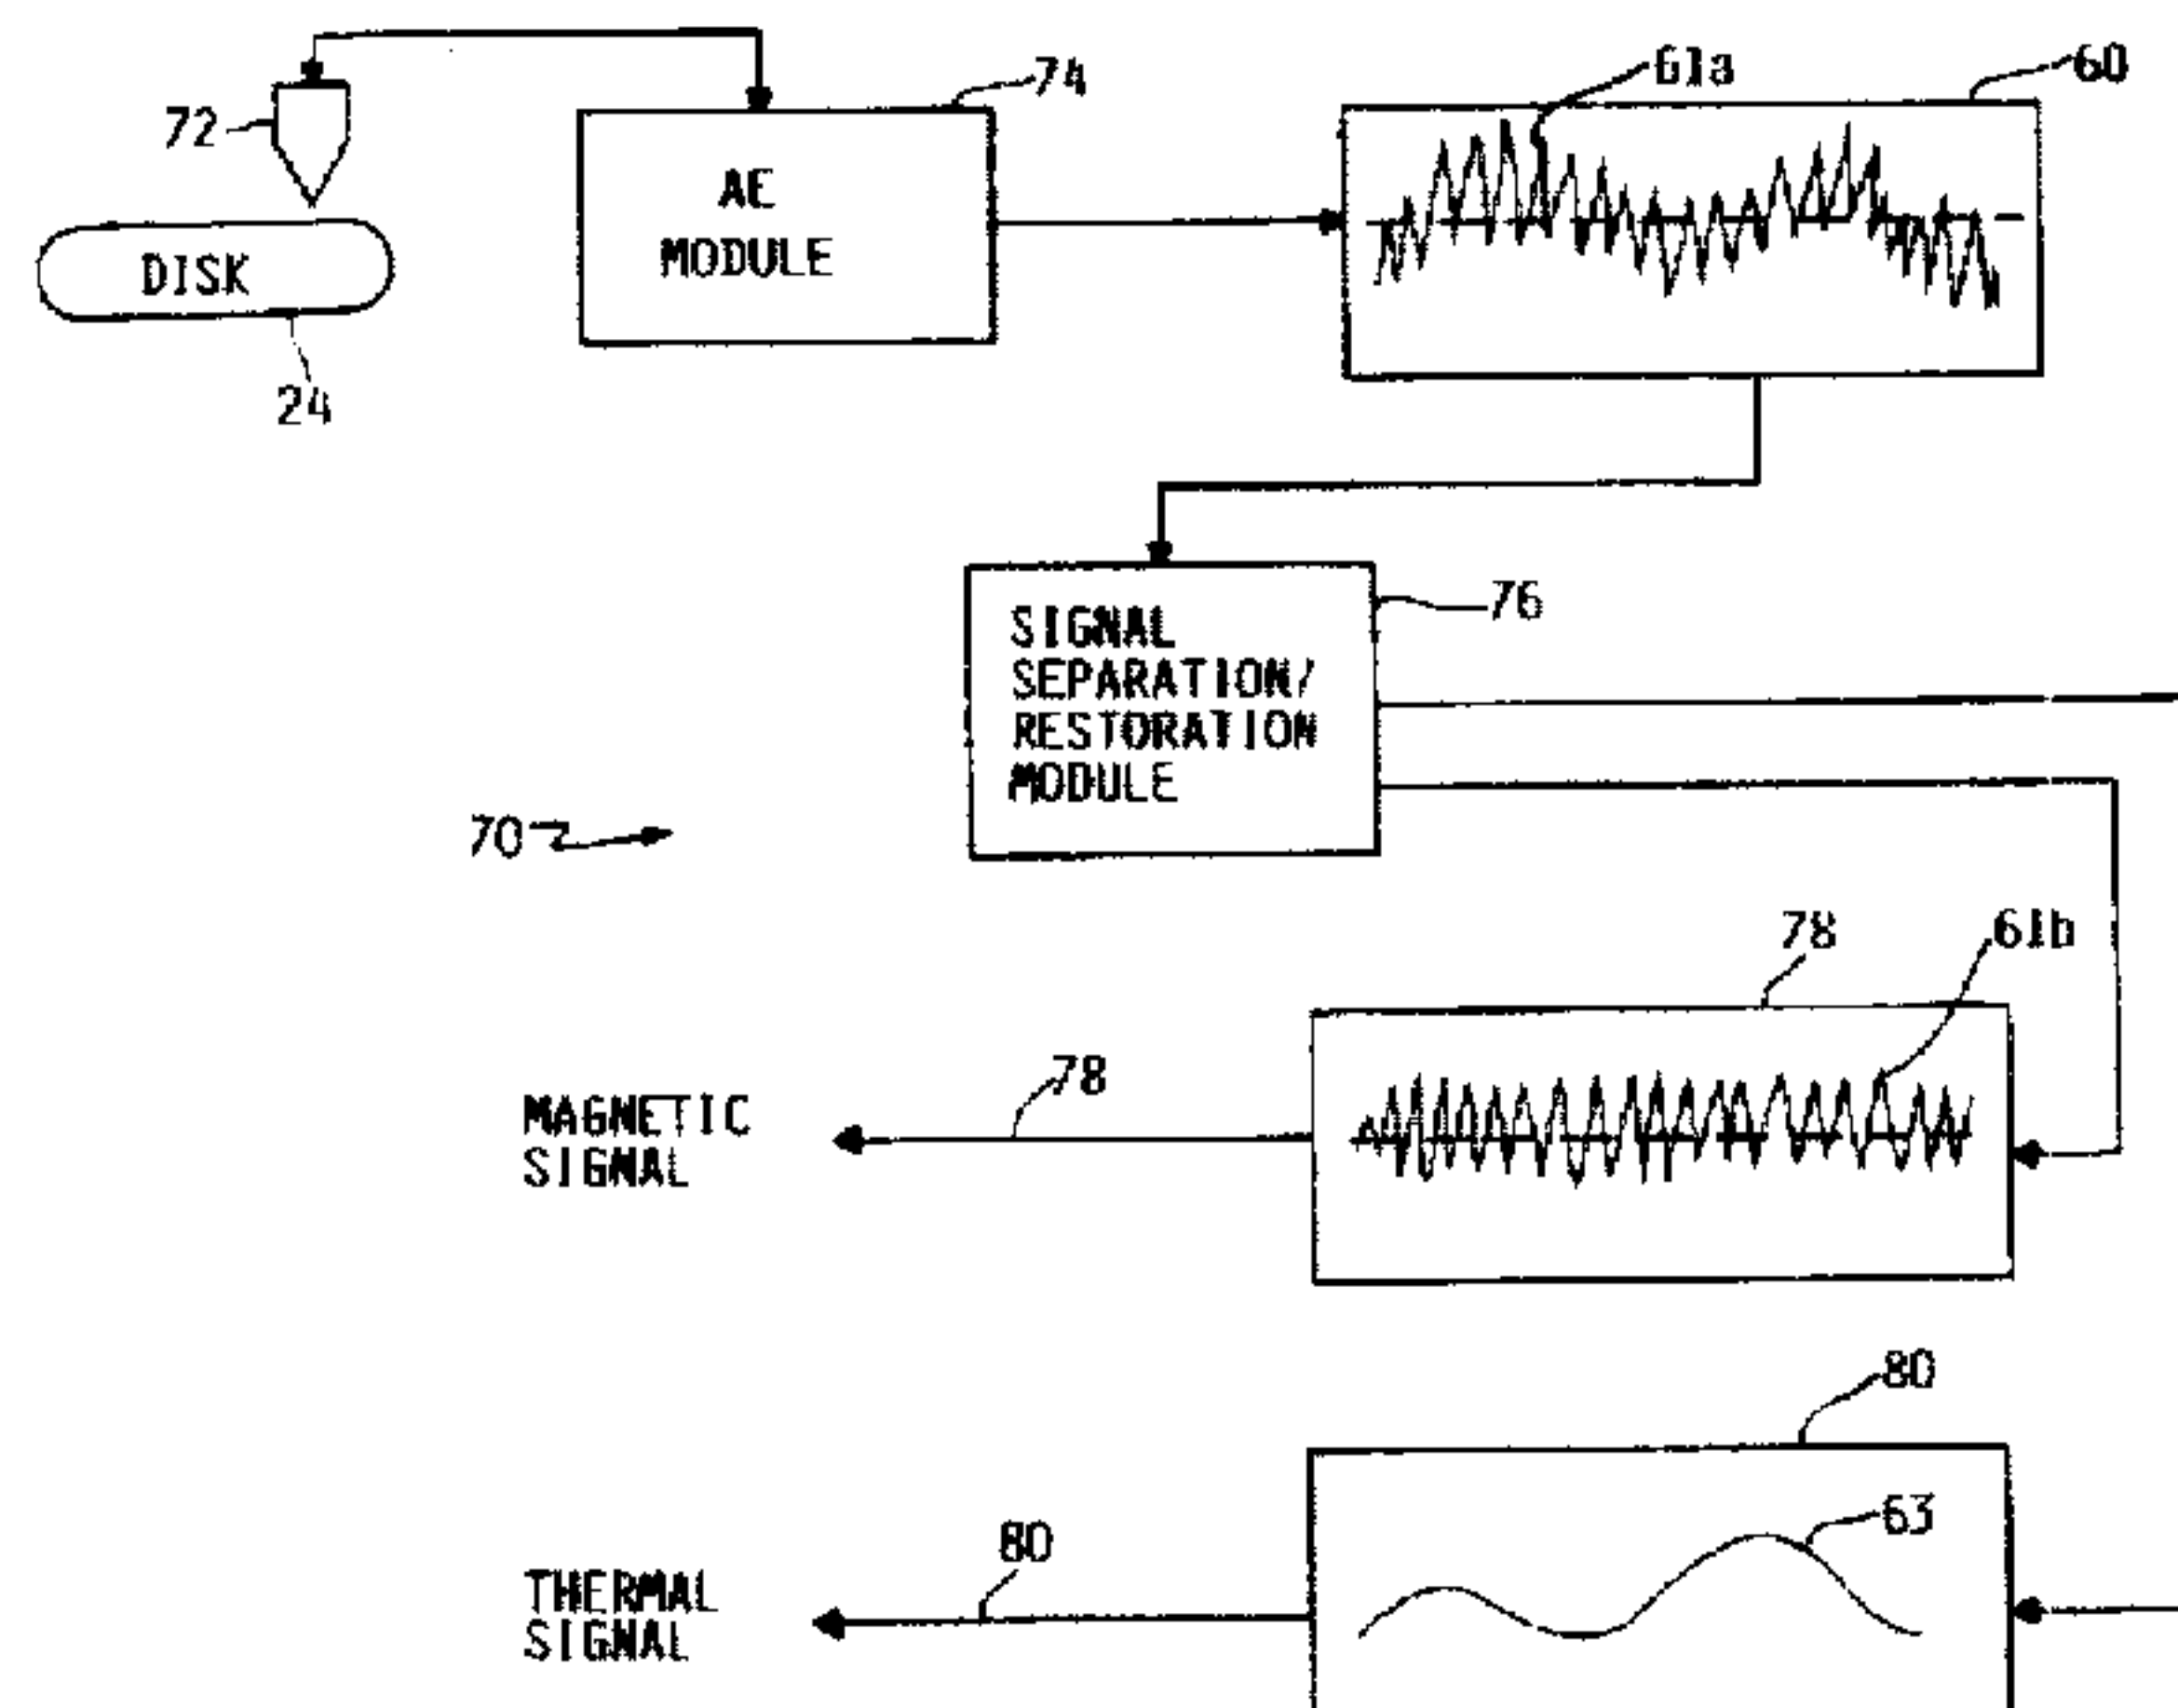 74
61a
60
72
AE
MODULE
DISK
24
SIGNAL
SEPARATION/
RESTORATION
MODULE
76
70
78
61b
MAGNETIC
SIGNAL
78
80
63
80
THERMAL
SIGNAL